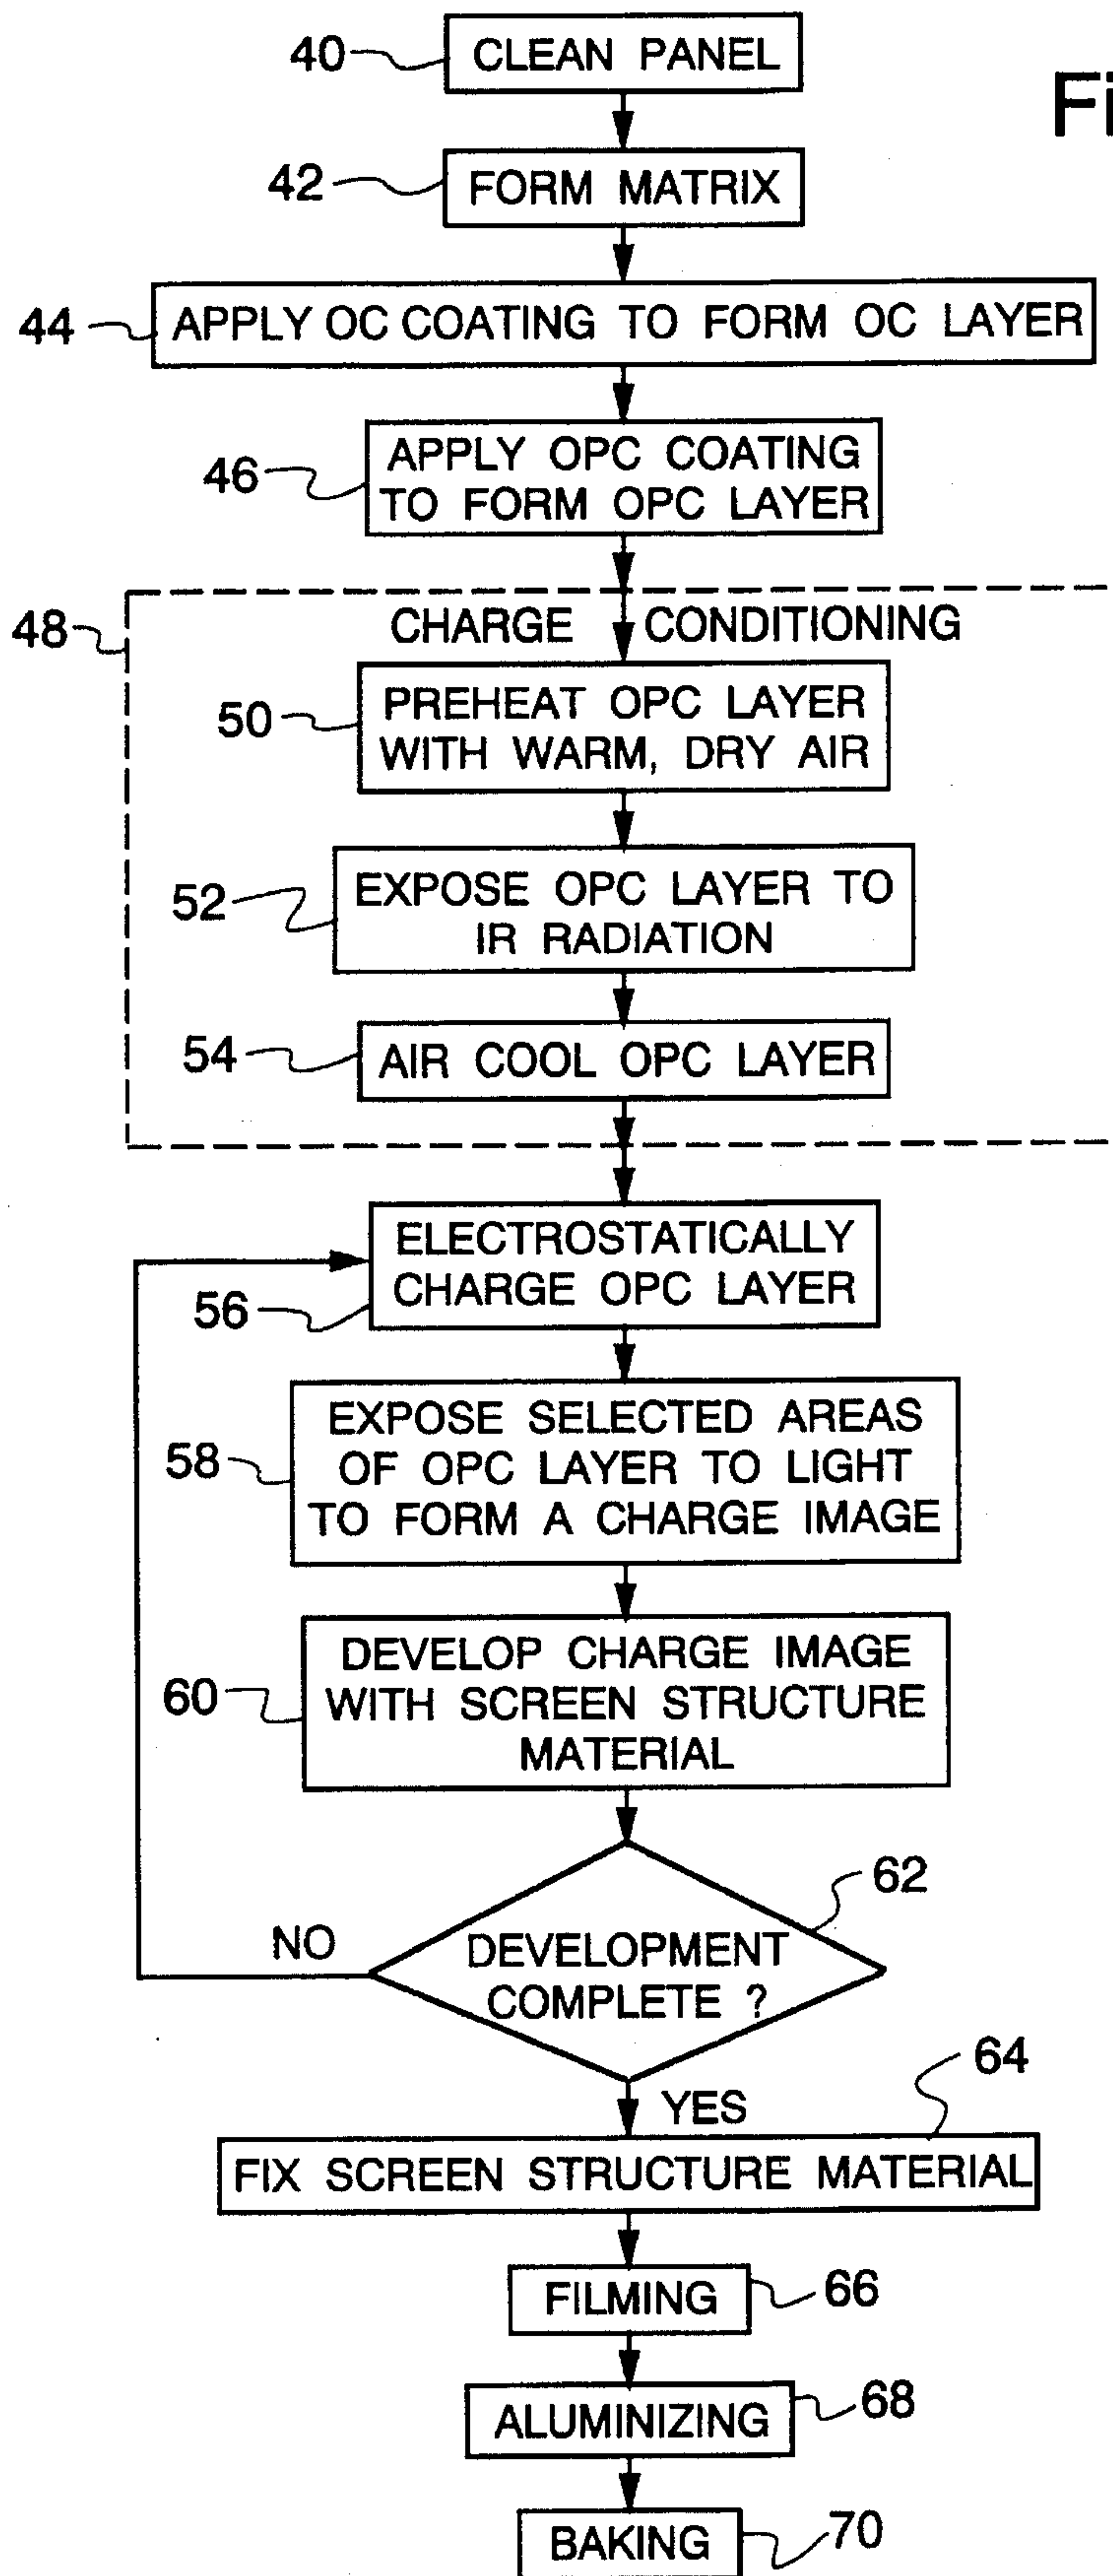 40
CLEAN PANEL
Fi
42
FORM MATRIX
44
APPLY OC COATING TO FORM OC LAYER
46
APPLY OPC COATING
TO FORM OPC LAYER
48
CHARGE CONDITIONING
50
PREHEAT OPC LAYER
WITH WARM, DRY AIR
52
EXPOSE OPC LAYER TO
IR RADIATION
54
AIR COOL OPC LAYER
ELECTROSTATICALLY
CHARGE OPC LAYER
56
EXPOSE SELECTED AREAS
58
OF OPC LAYER TO LIGHT
TO FORM A CHARGE IMAGE
DEVELOP CHARGE IMAGE
60
WITH SCREEN STRUCTURE
MATERIAL
62
NO
DEVELOPMENT
COMPLETE ?
64
YES
FIX SCREEN STRUCTURE MATERIAL
FILMING
66
ALUMINIZING
68
BAKING
70